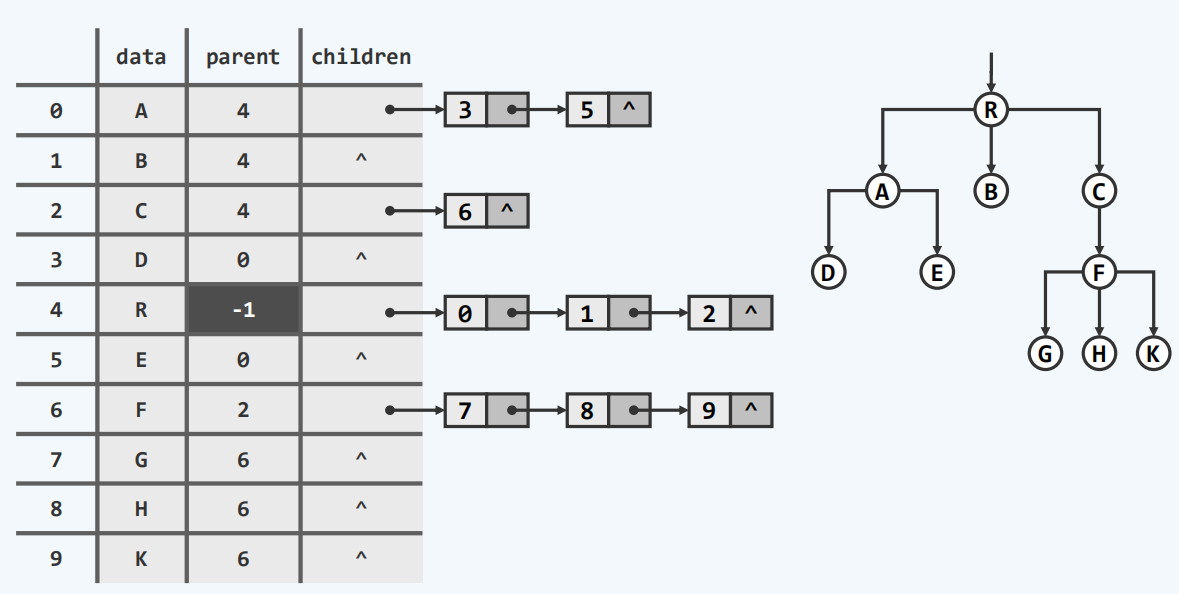 data parent children
0 A 4 3 5 ^
1 B 4 ^
2 C 4 6 ^
3 D 0 ^
4 R -1 0 1 2 ^
5 E 0 ^
6 F 2 7 8 9 ^
7 G 6 ^
8 H 6 ^
9 K 6 ^
R
A B C
D E F
G H K